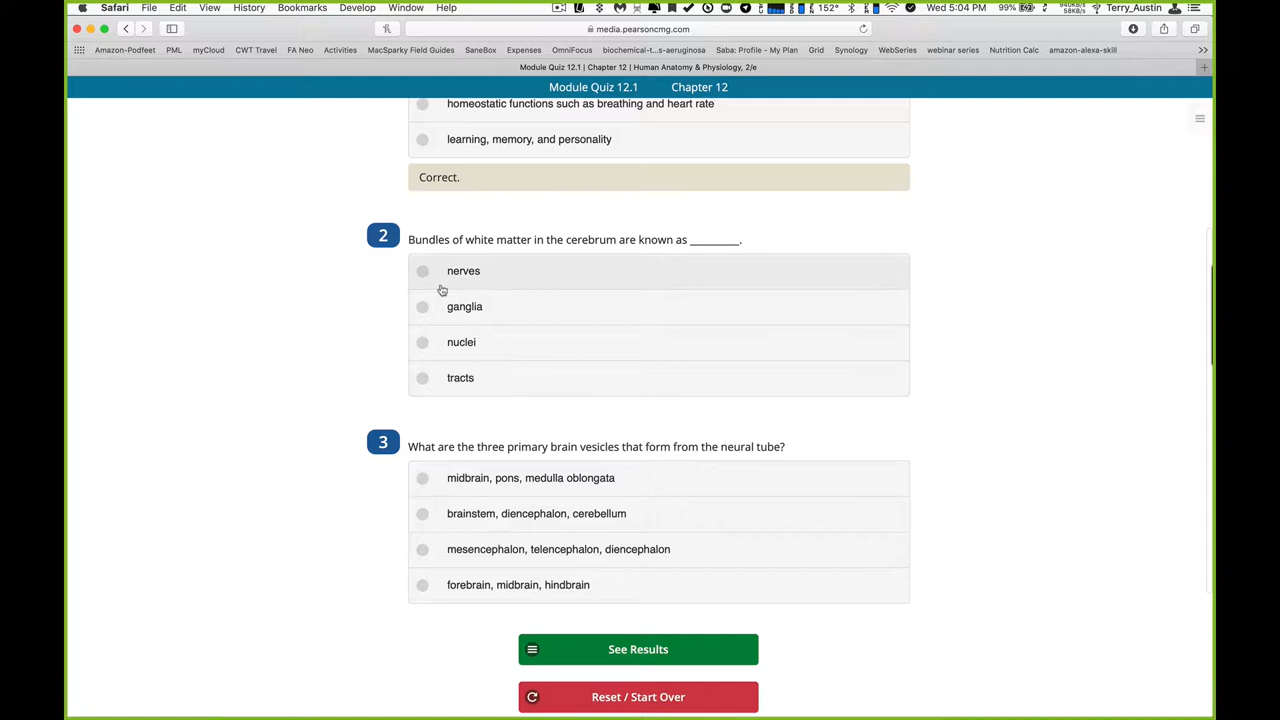 Safari File Edit View History Bookmarks Develop Window Help 152° 58KB/s Terry_Austin Wed 5:04 PM 99%
media.pearsoncmg.com
Amazon-Podfeet PML myCloud CWT Travel FA Neo Activities MacSparky Field Guides SaneBox Expenses OmniFocus biochemical-t...s-aeruginosa Saba: Profile - My Plan Grid Synology WebSeries webinar series Nutrition Calc amazon-alexa-skill >>
Module Quiz 12.1 | Chapter 12 | Human Anatomy & Physiology, 2/e +
Module Quiz 12.1 Chapter 12
homeostatic functions such as breathing and heart rate
learning, memory, and personality
Correct.
2 Bundles of white matter in the cerebrum are known as _________.
nerves
ganglia
nuclei
tracts
3 What are the three primary brain vesicles that form from the neural tube?
midbrain, pons, medulla oblongata
brainstem, diencephalon, cerebellum
mesencephalon, telencephalon, diencephalon
forebrain, midbrain, hindbrain
See Results
Reset / Start Over